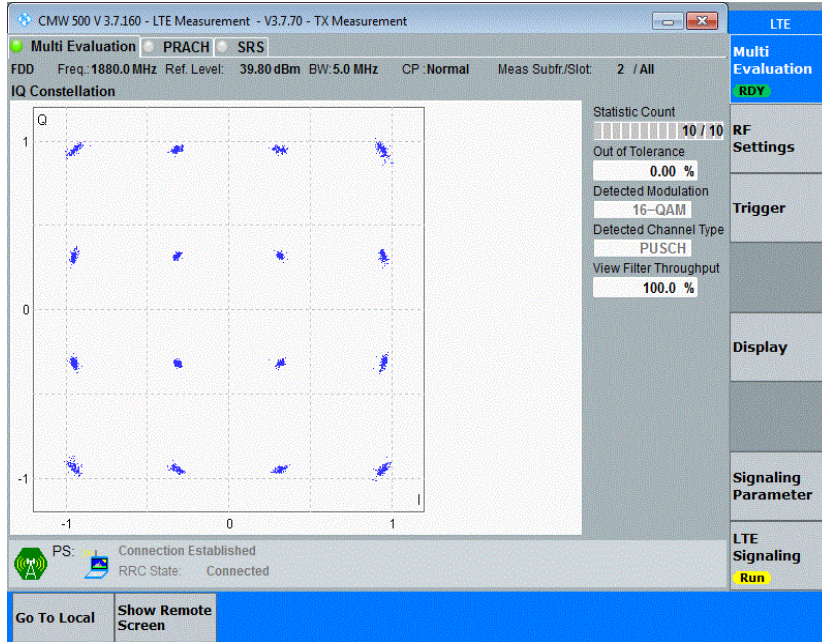 CMW 500 V 3.7.160 - LTE Measurement - V3.7.70 - TX Measurement
LTE
Multi Evaluation PRACH SRS
FDD Freq.: 1880.0 MHz Ref. Level: 39.80 dBm BW: 5.0 MHz CP : Normal Meas Subfr./Slot: 2 / All
IQ Constellation
Q
1
0
-1
I
-1 0 1
Statistic Count
10 / 10
Out of Tolerance
0.00 %
Detected Modulation
16-QAM
Detected Channel Type
PUSCH
View Filter Throughput
100.0 %
Multi
Evaluation
RDY
RF
Settings
Trigger
Display
Signaling
Parameter
LTE
Signaling
Run
PS: Connection Established
RRC State: Connected
Go To Local
Show Remote
Screen